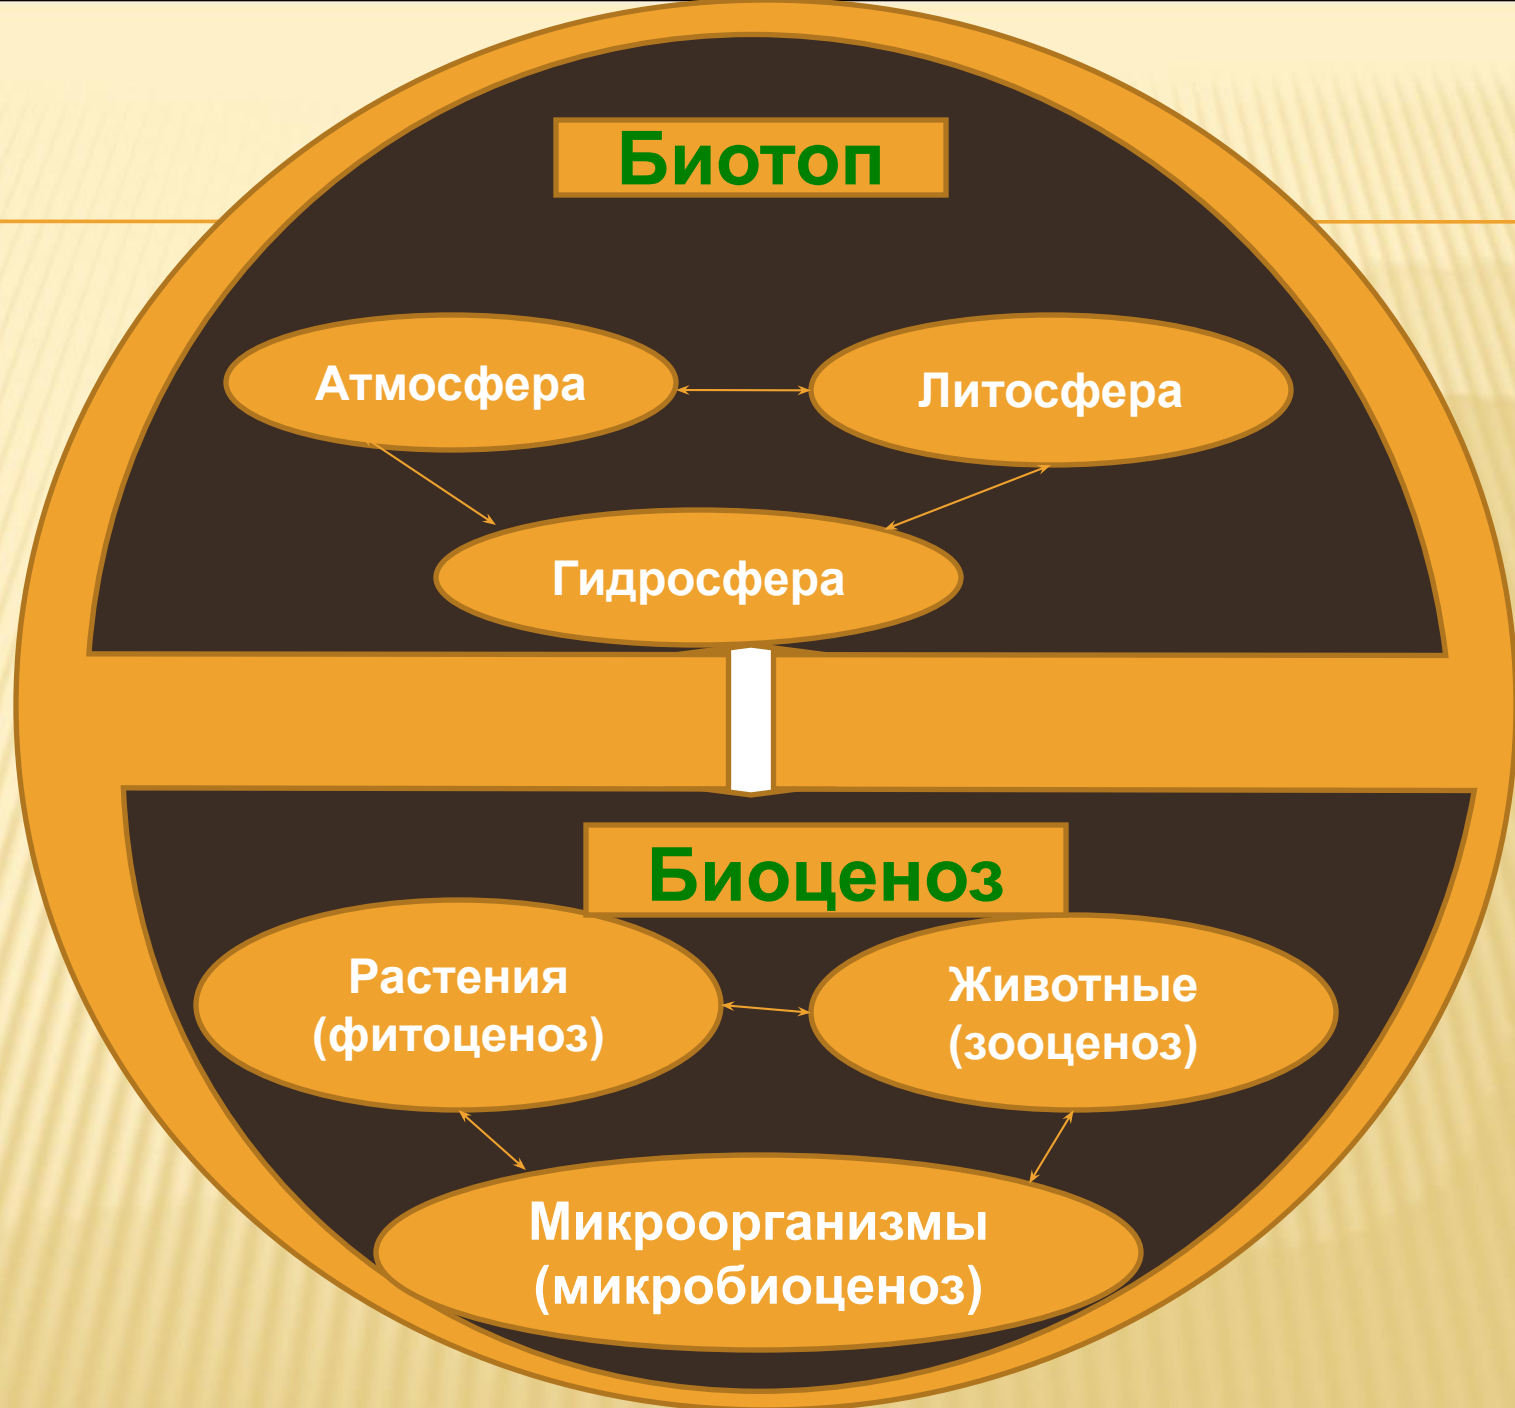 Биотоп
Атмосфера
Литосфера
Гидросфера
Биоценоз
Растения
(фитоценоз)
Животные
(зооценоз)
Микроорганизмы
(микробиоценоз)